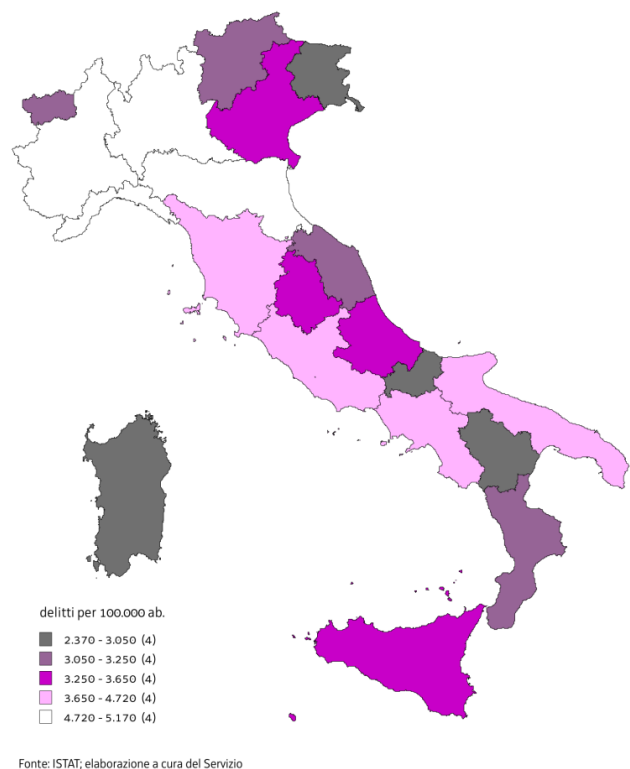 delitti per 100.000 ab.
2.370 - 3.050 (4)
3.050 - 3.250 (4)
3.250 - 3.650 (4)
3.650 - 4.720 (4)
4.720 - 5.170 (4)
Fonte: ISTAT; elaborazione a cura del Servizio